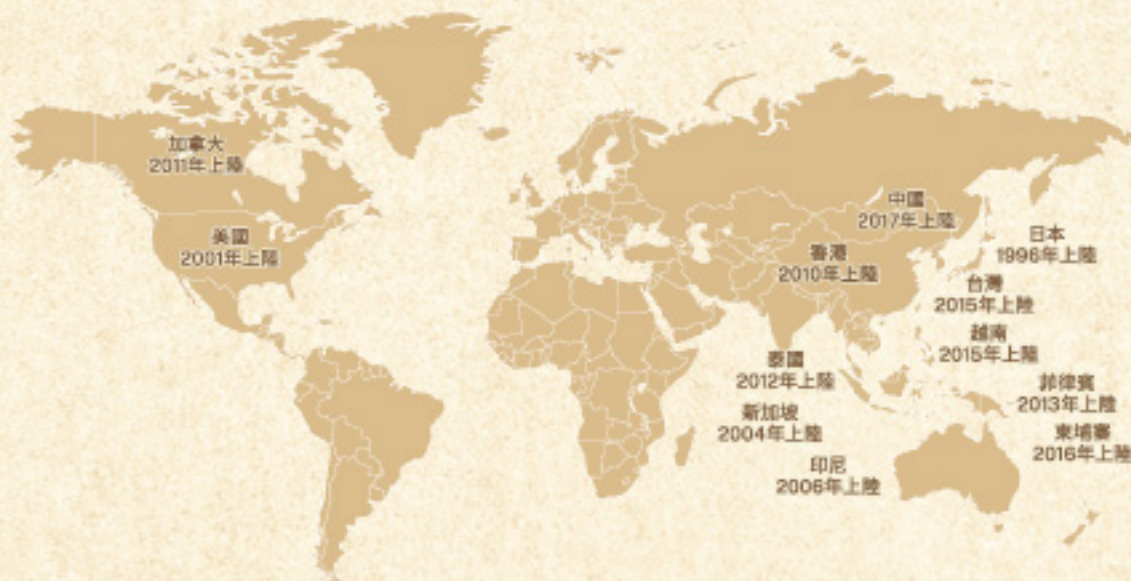 加拿大
2011年上陸
美國
2001年上陸
中國
2017年上陸
香港
2010年上陸
日本
1996年上陸
台灣
2015年上陸
越南
2015年上陸
泰國
2012年上陸
菲律賓
2013年上陸
新加坡
2004年上陸
柬埔寨
2016年上陸
印尼
2006年上陸